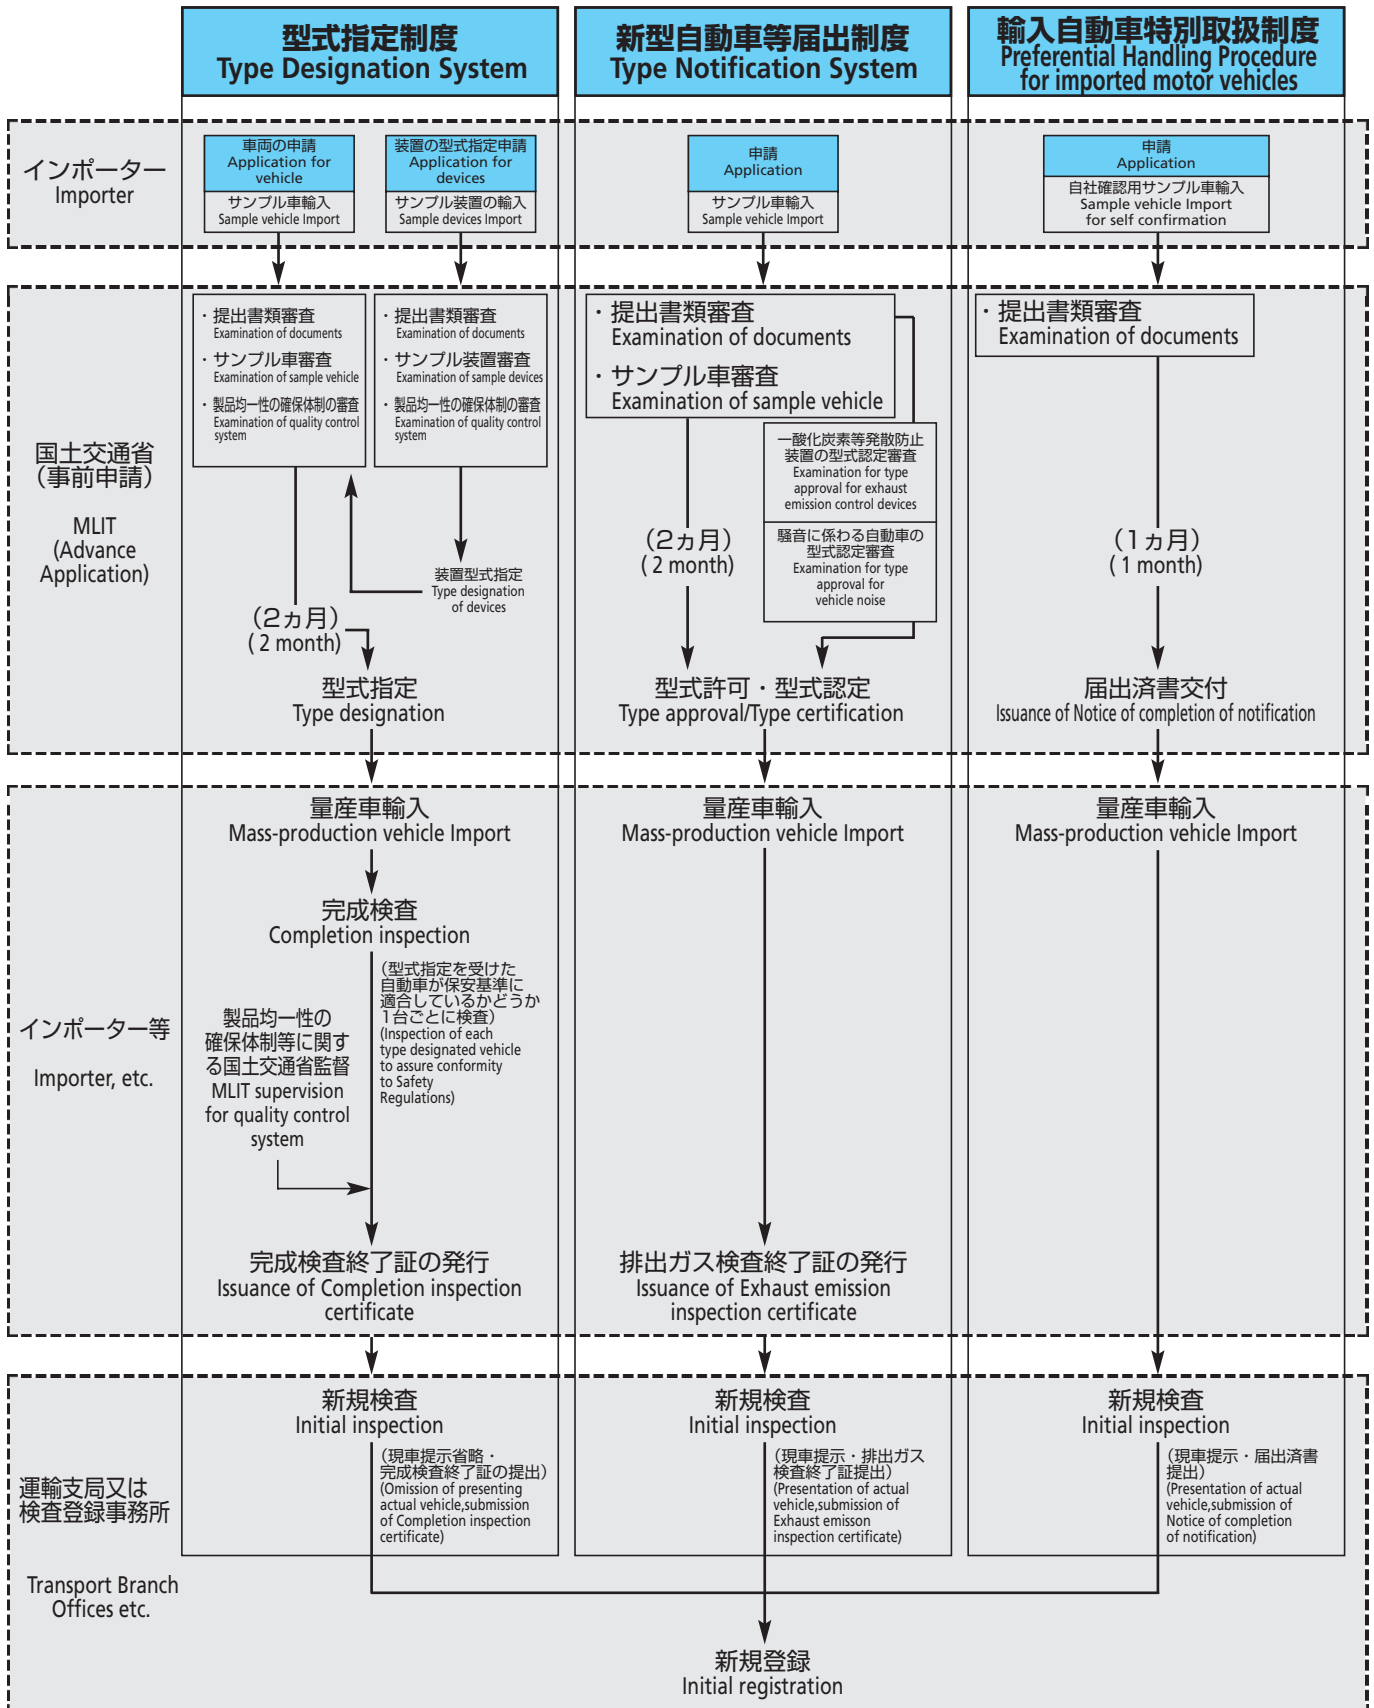 型式指定制度
Type Designation System
新型自動車等届出制度
Type Notification System
輸入自動車特別取扱制度
Preferential Handling Procedure
for imported motor vehicles
インポーター
Importer
車両の申請
Application for
vehicle
サンプル車輸入
Sample vehicle Import
装置の型式指定申請
Application for
devices
サンプル装置の輸入
Sample devices Import
申請
Application
サンプル車輸入
Sample vehicle Import
申請
Application
自社確認用サンプル車輸入
Sample vehicle Import
for self confirmation
国土交通省
（事前申請）
MLIT
(Advance
Application)
・提出書類審査
Examination of documents
・サンプル車審査
Examination of sample vehicle
・製品均一性の確保体制の審査
Examination of quality control
system
・提出書類審査
Examination of documents
・サンプル装置審査
Examination of sample devices
・製品均一性の確保体制の審査
Examination of quality control
system
装置型式指定
Type designation
of devices
（2ヵ月）
( 2 month)
型式指定
Type designation
・提出書類審査
Examination of documents
・サンプル車審査
Examination of sample vehicle
一酸化炭素等発散防止
装置の型式認定審査
Examination for type
approval for exhaust
emission control devices
騒音に係わる自動車の
型式認定審査
Examination for type
approval for
vehicle noise
（2ヵ月）
( 2 month)
型式許可・型式認定
Type approval/Type certification
・提出書類審査
Examination of documents
（1ヵ月）
( 1 month)
届出済書交付
Issuance of Notice of completion of notification
インポーター等
Importer, etc.
量産車輸入
Mass-production vehicle Import
完成検査
Completion inspection
（型式指定を受けた
自動車が保安基準に
適合しているかどうか
1台ごとに検査）
(Inspection of each
type designated vehicle
to assure conformity
to Safety
Regulations)
製品均一性の
確保体制等に関す
る国土交通省監督
MLIT supervision
for quality control
system
完成検査終了証の発行
Issuance of Completion inspection
certificate
量産車輸入
Mass-production vehicle Import
排出ガス検査終了証の発行
Issuance of Exhaust emission
inspection certificate
量産車輸入
Mass-production vehicle Import
運輸支局又は
検査登録事務所
Transport Branch
Offices etc.
新規検査
Initial inspection
（現車提示省略・
完成検査終了証の提出）
(Omission of presenting
actual vehicle,submission
of Completion inspection
certificate)
新規検査
Initial inspection
（現車提示・排出ガス
検査終了証提出）
(Presentation of actual
vehicle,submission of
Exhaust emisson
inspection certificate)
新規検査
Initial inspection
（現車提示・届出済書
提出）
(Presentation of actual
vehicle,submission of
Notice of completion
of notification)
新規登録
Initial registration